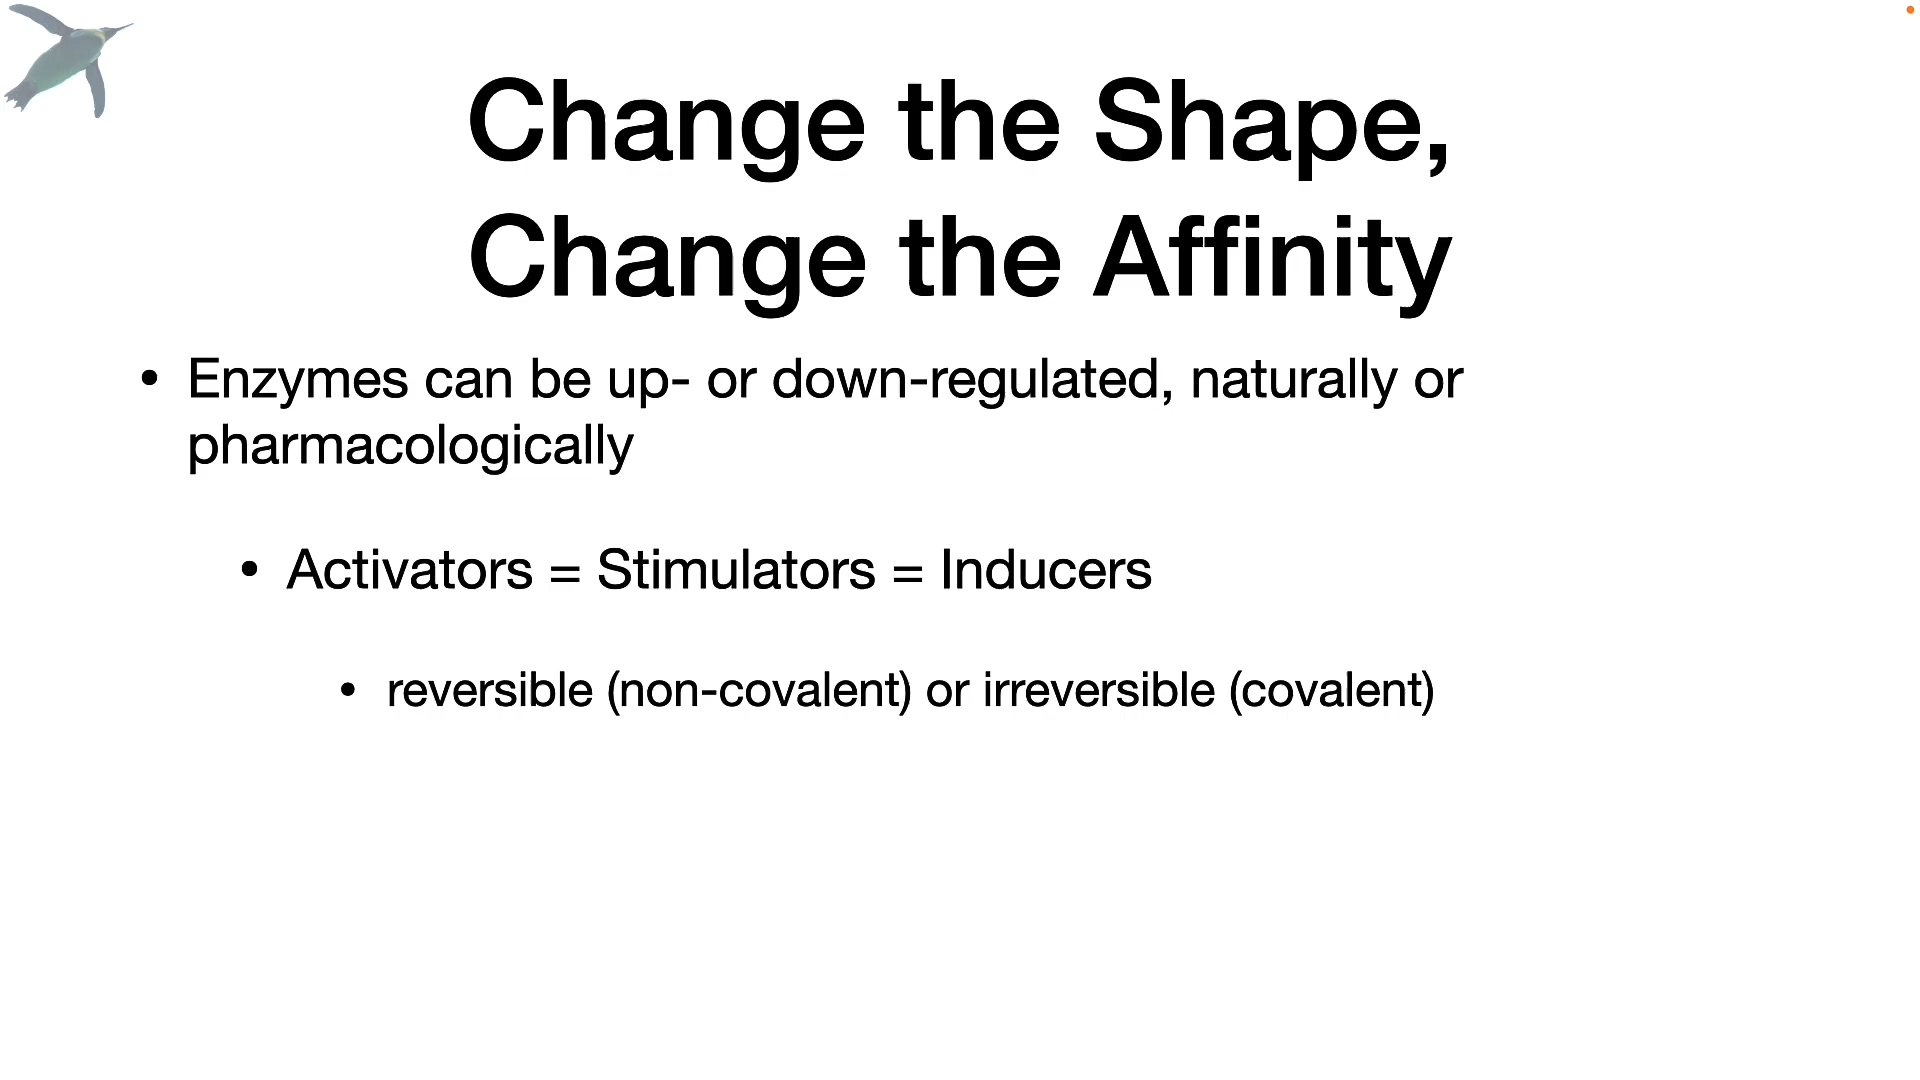 Change the Shape,
Change the Affinity
• Enzymes can be up- or down-regulated, naturally or
pharmacologically
• Activators = Stimulators = Inducers
• reversible (non-covalent) or irreversible (covalent)